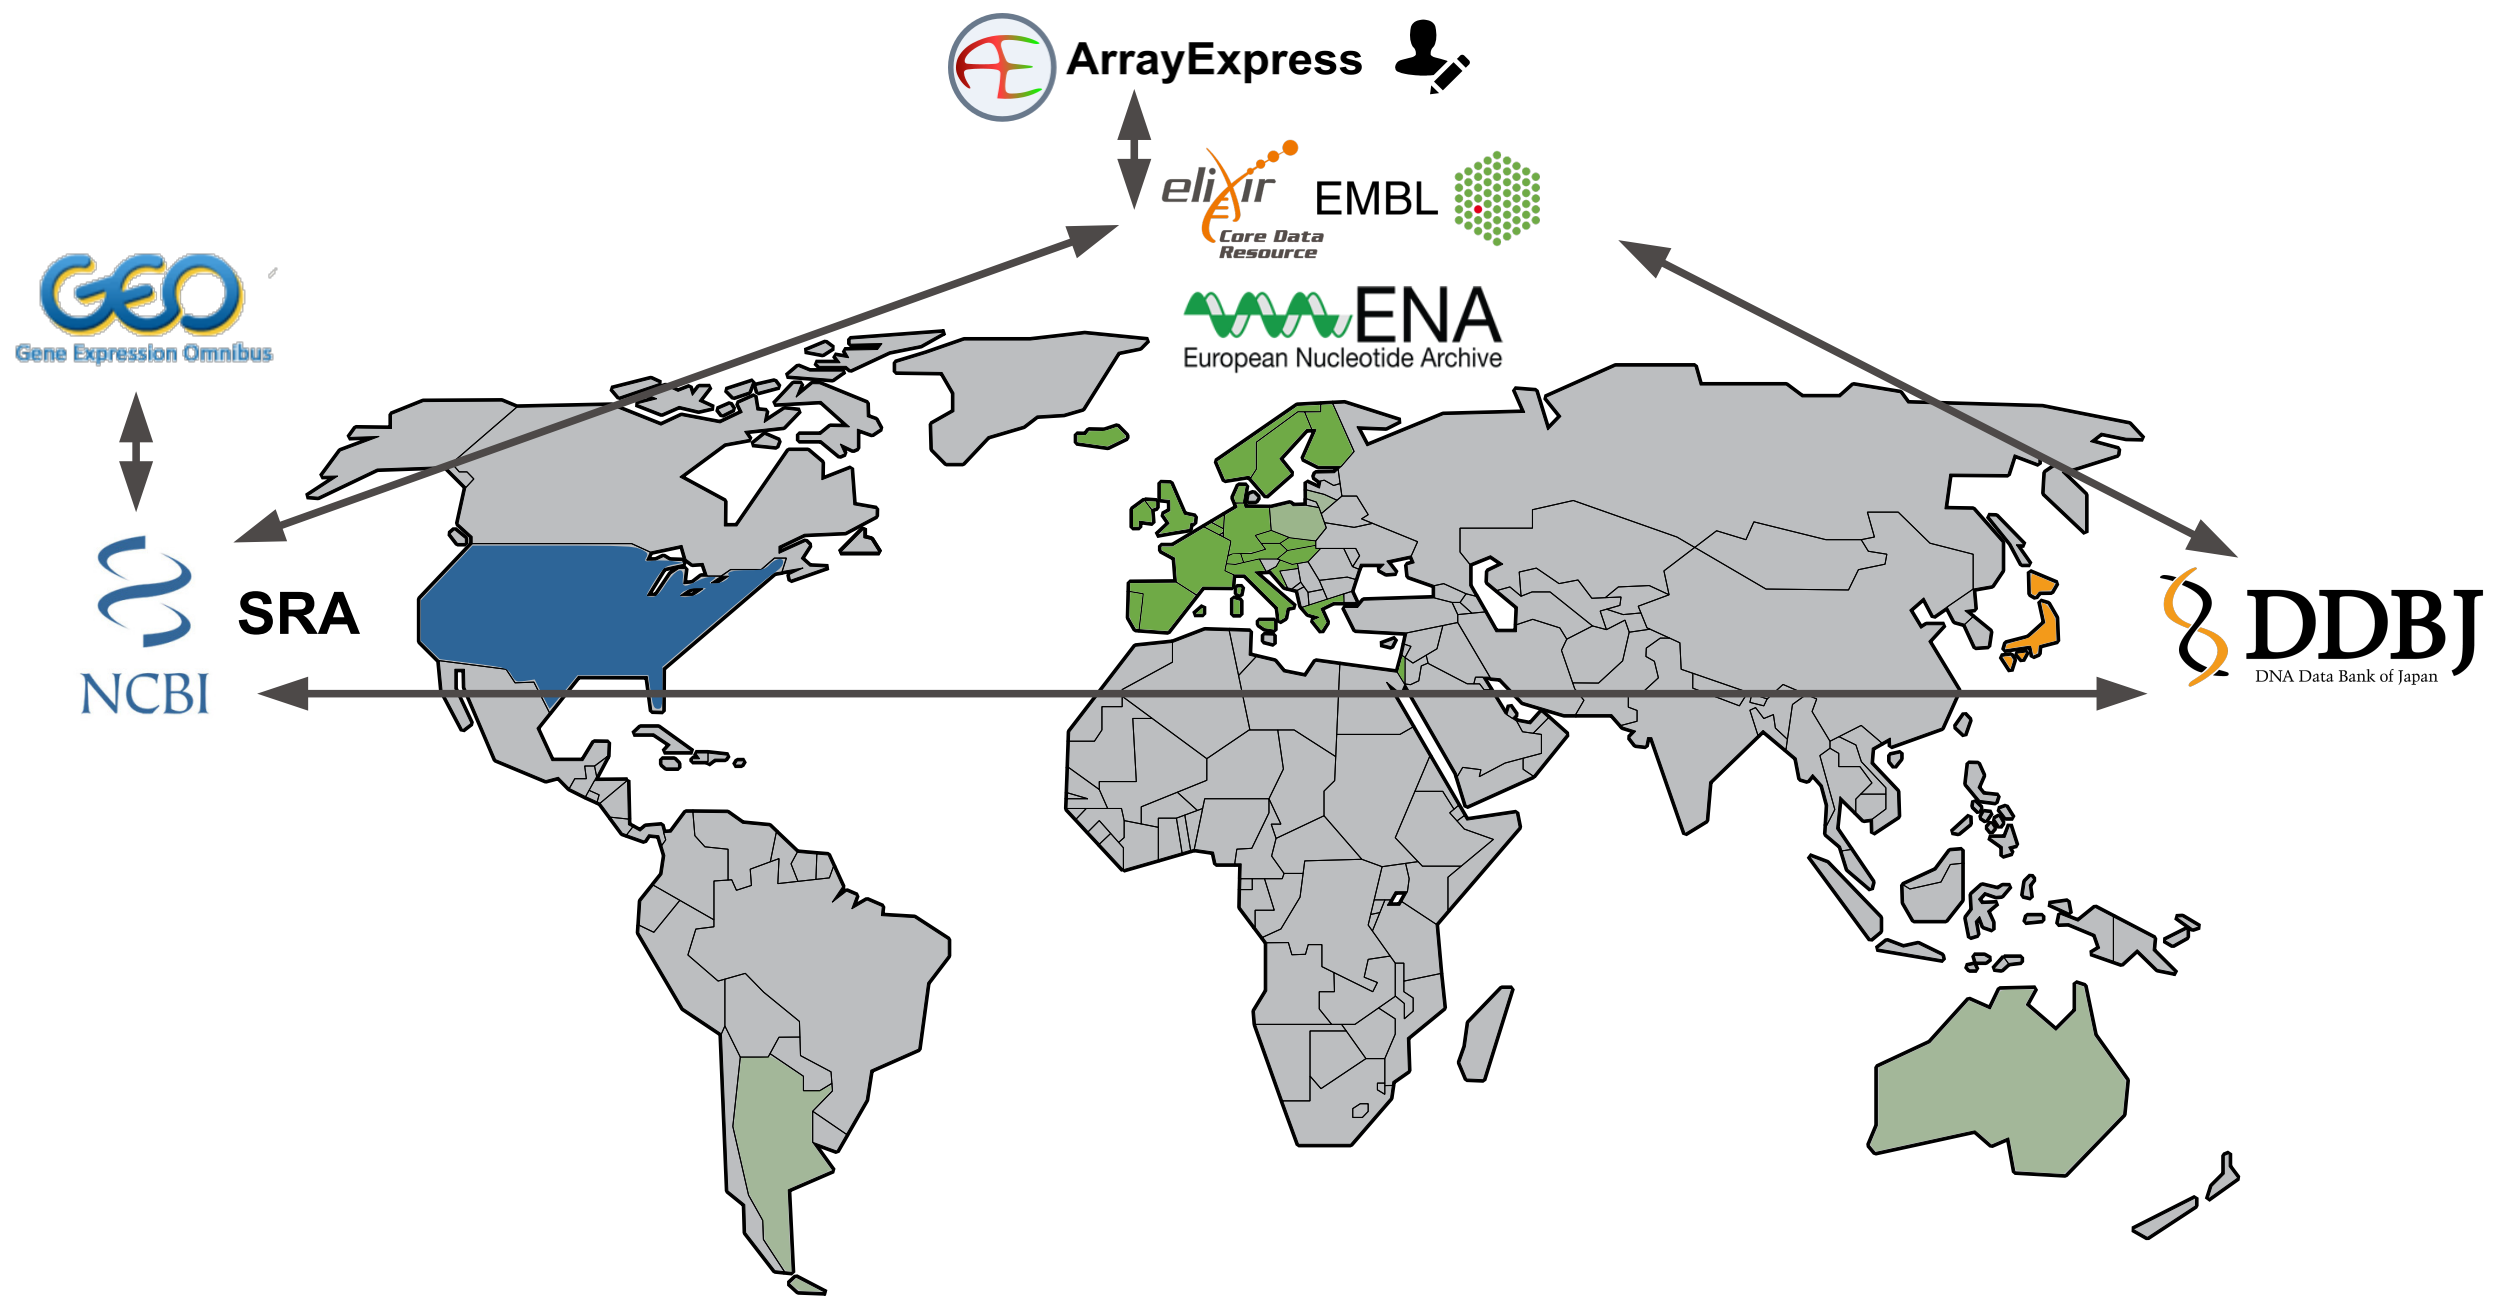 ArrayExpress
elixir
Core Data
Resource
EMBL
GEO
Gene Expression Omnibus
ENA
European Nucleotide Archive
SRA
NCBI
DDBJ
DNA Data Bank of Japan